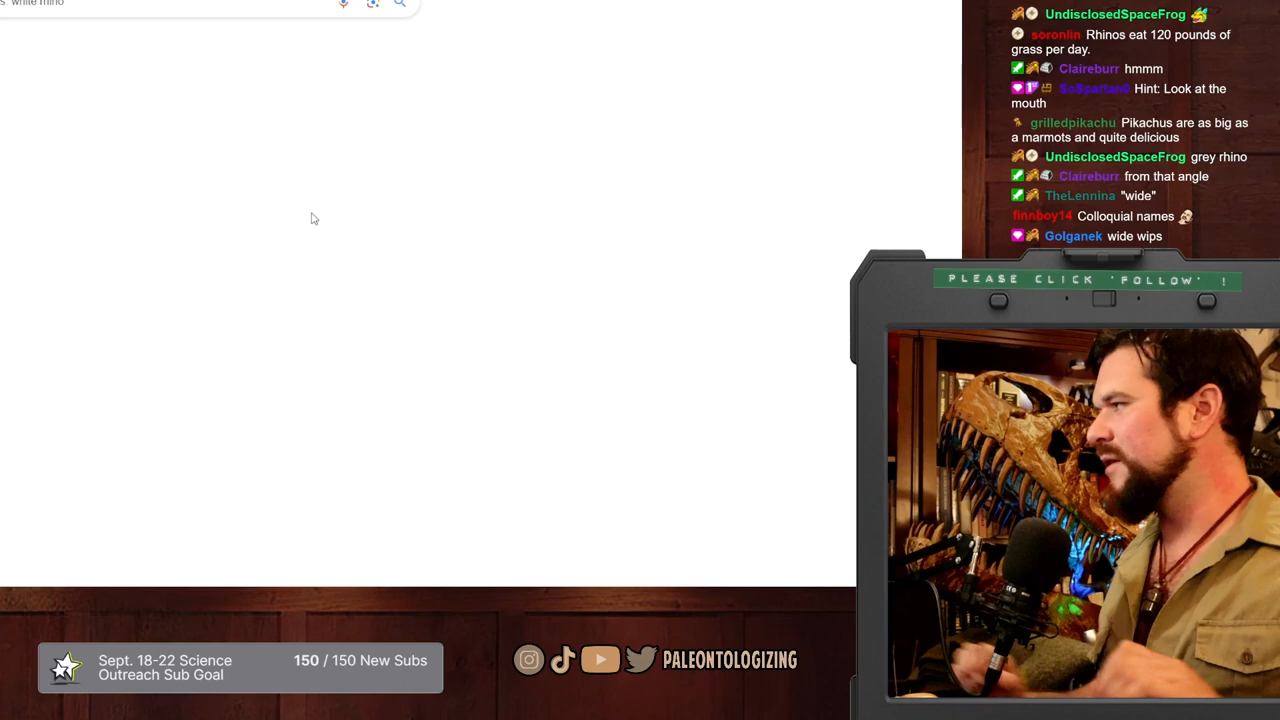 s. white rhino
UndisclosedSpaceFrog
soronlin Rhinos eat 120 pounds of
grass per day.
Claireburr hmmm
SoSpartan6 Hint: Look at the
mouth
grilledpikachu Pikachus are as big as
a marmots and quite delicious
UndisclosedSpaceFrog grey rhino
Claireburr from that angle
TheLennina "wide"
finnboy14 Colloquial names
Golganek wide wips
PLEASE CLICK 'FOLLOW' !
Sept. 18-22 Science
Outreach Sub Goal
150 / 150 New Subs
PALEONTOLOGIZING